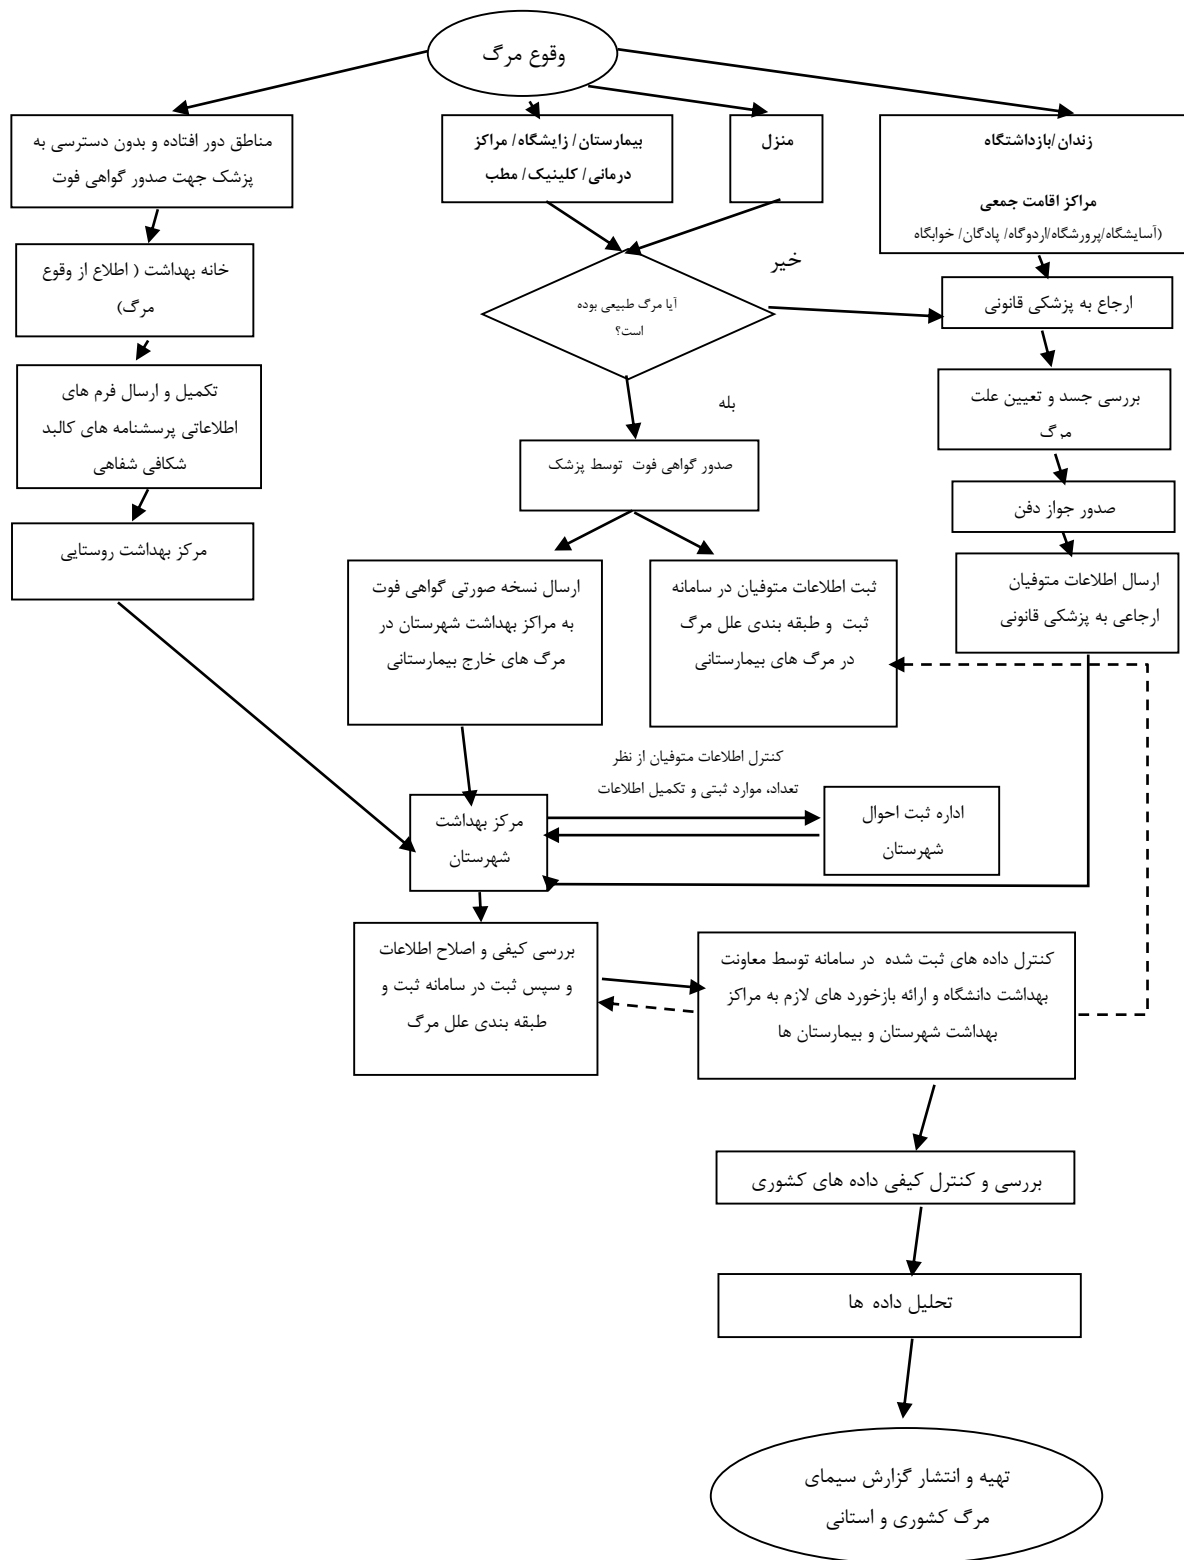 وقوع مرگ
زندان/بازداشتگاه
مراکز اقامت جمعی
(آسایشگاه/پرورشگاه/اردوگاه/ پادگان/ خوابگاه
منزل
بیمارستان/ زایشگاه/ مراکز
درمانی/ کلینیک/ مطب
مناطق دور افتاده و بدون دسترسی به
پزشک جهت صدور گواهی فوت
خانه بهداشت ( اطلاع از وقوع
مرگ)
تکمیل و ارسال فرم های
اطلاعاتی پرسشنامه های کالبد
شکافی شفاهی
مرکز بهداشت روستایی
آیا مرگ طبیعی بوده
است؟
خیر
بله
ارجاع به پزشکی قانونی
بررسی جسد و تعیین علت
مرگ
صدور جواز دفن
ارسال اطلاعات متوفیان
ارجاعی به پزشکی قانونی
صدور گواهی فوت توسط پزشک
ثبت اطلاعات متوفیان در سامانه
ثبت و طبقه بندی علل مرگ
در مرگ های بیمارستانی
ارسال نسخه صورتی گواهی فوت
به مراکز بهداشت شهرستان در
مرگ های خارج بیمارستانی
کنترل اطلاعات متوفیان از نظر
تعداد، موارد ثبتی و تکمیل اطلاعات
اداره ثبت احوال
شهرستان
مرکز بهداشت
شهرستان
بررسی کیفی و اصلاح اطلاعات
و سپس ثبت در سامانه ثبت و
طبقه بندی علل مرگ
کنترل داده های ثبت شده در سامانه توسط معاونت
بهداشت دانشگاه و ارائه بازخورد های لازم به مراکز
بهداشت شهرستان و بیمارستان ها
بررسی و کنترل کیفی داده های کشوری
تحلیل داده ها
تهیه و انتشار گزارش سیمای
مرگ کشوری و استانی